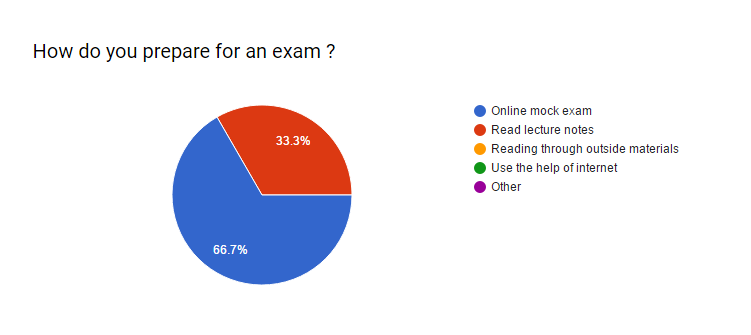 How do you prepare for an exam ?
Online mock exam
33.3%
Read lecture notes
Reading through outside materials
Use the help of internet
Other
66.7%